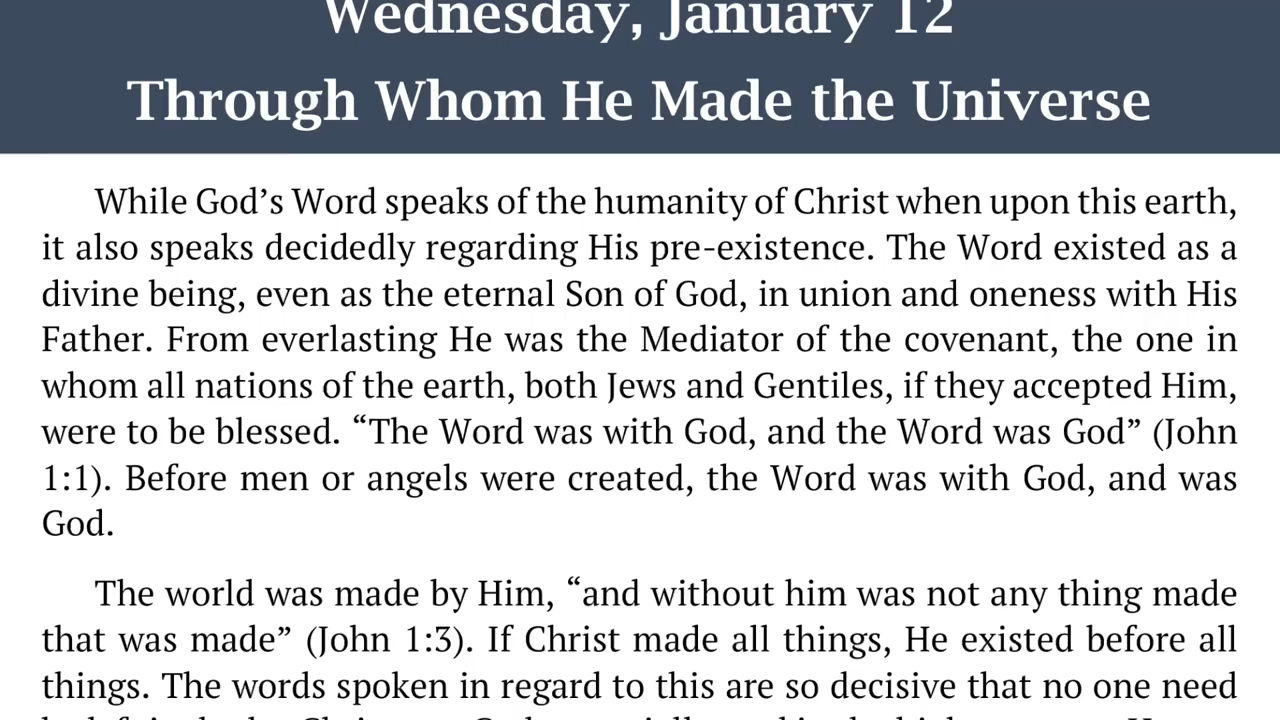 Wednesday, January 12
Through Whom He Made the Universe
While God’s Word speaks of the humanity of Christ when upon this earth,
it also speaks decidedly regarding His pre-existence. The Word existed as a
divine being, even as the eternal Son of God, in union and oneness with His
Father. From everlasting He was the Mediator of the covenant, the one in
whom all nations of the earth, both Jews and Gentiles, if they accepted Him,
were to be blessed. “The Word was with God, and the Word was God” (John
1:1). Before men or angels were created, the Word was with God, and was
God.
The world was made by Him, “and without him was not any thing made
that was made” (John 1:3). If Christ made all things, He existed before all
things. The words spoken in regard to this are so decisive that no one need